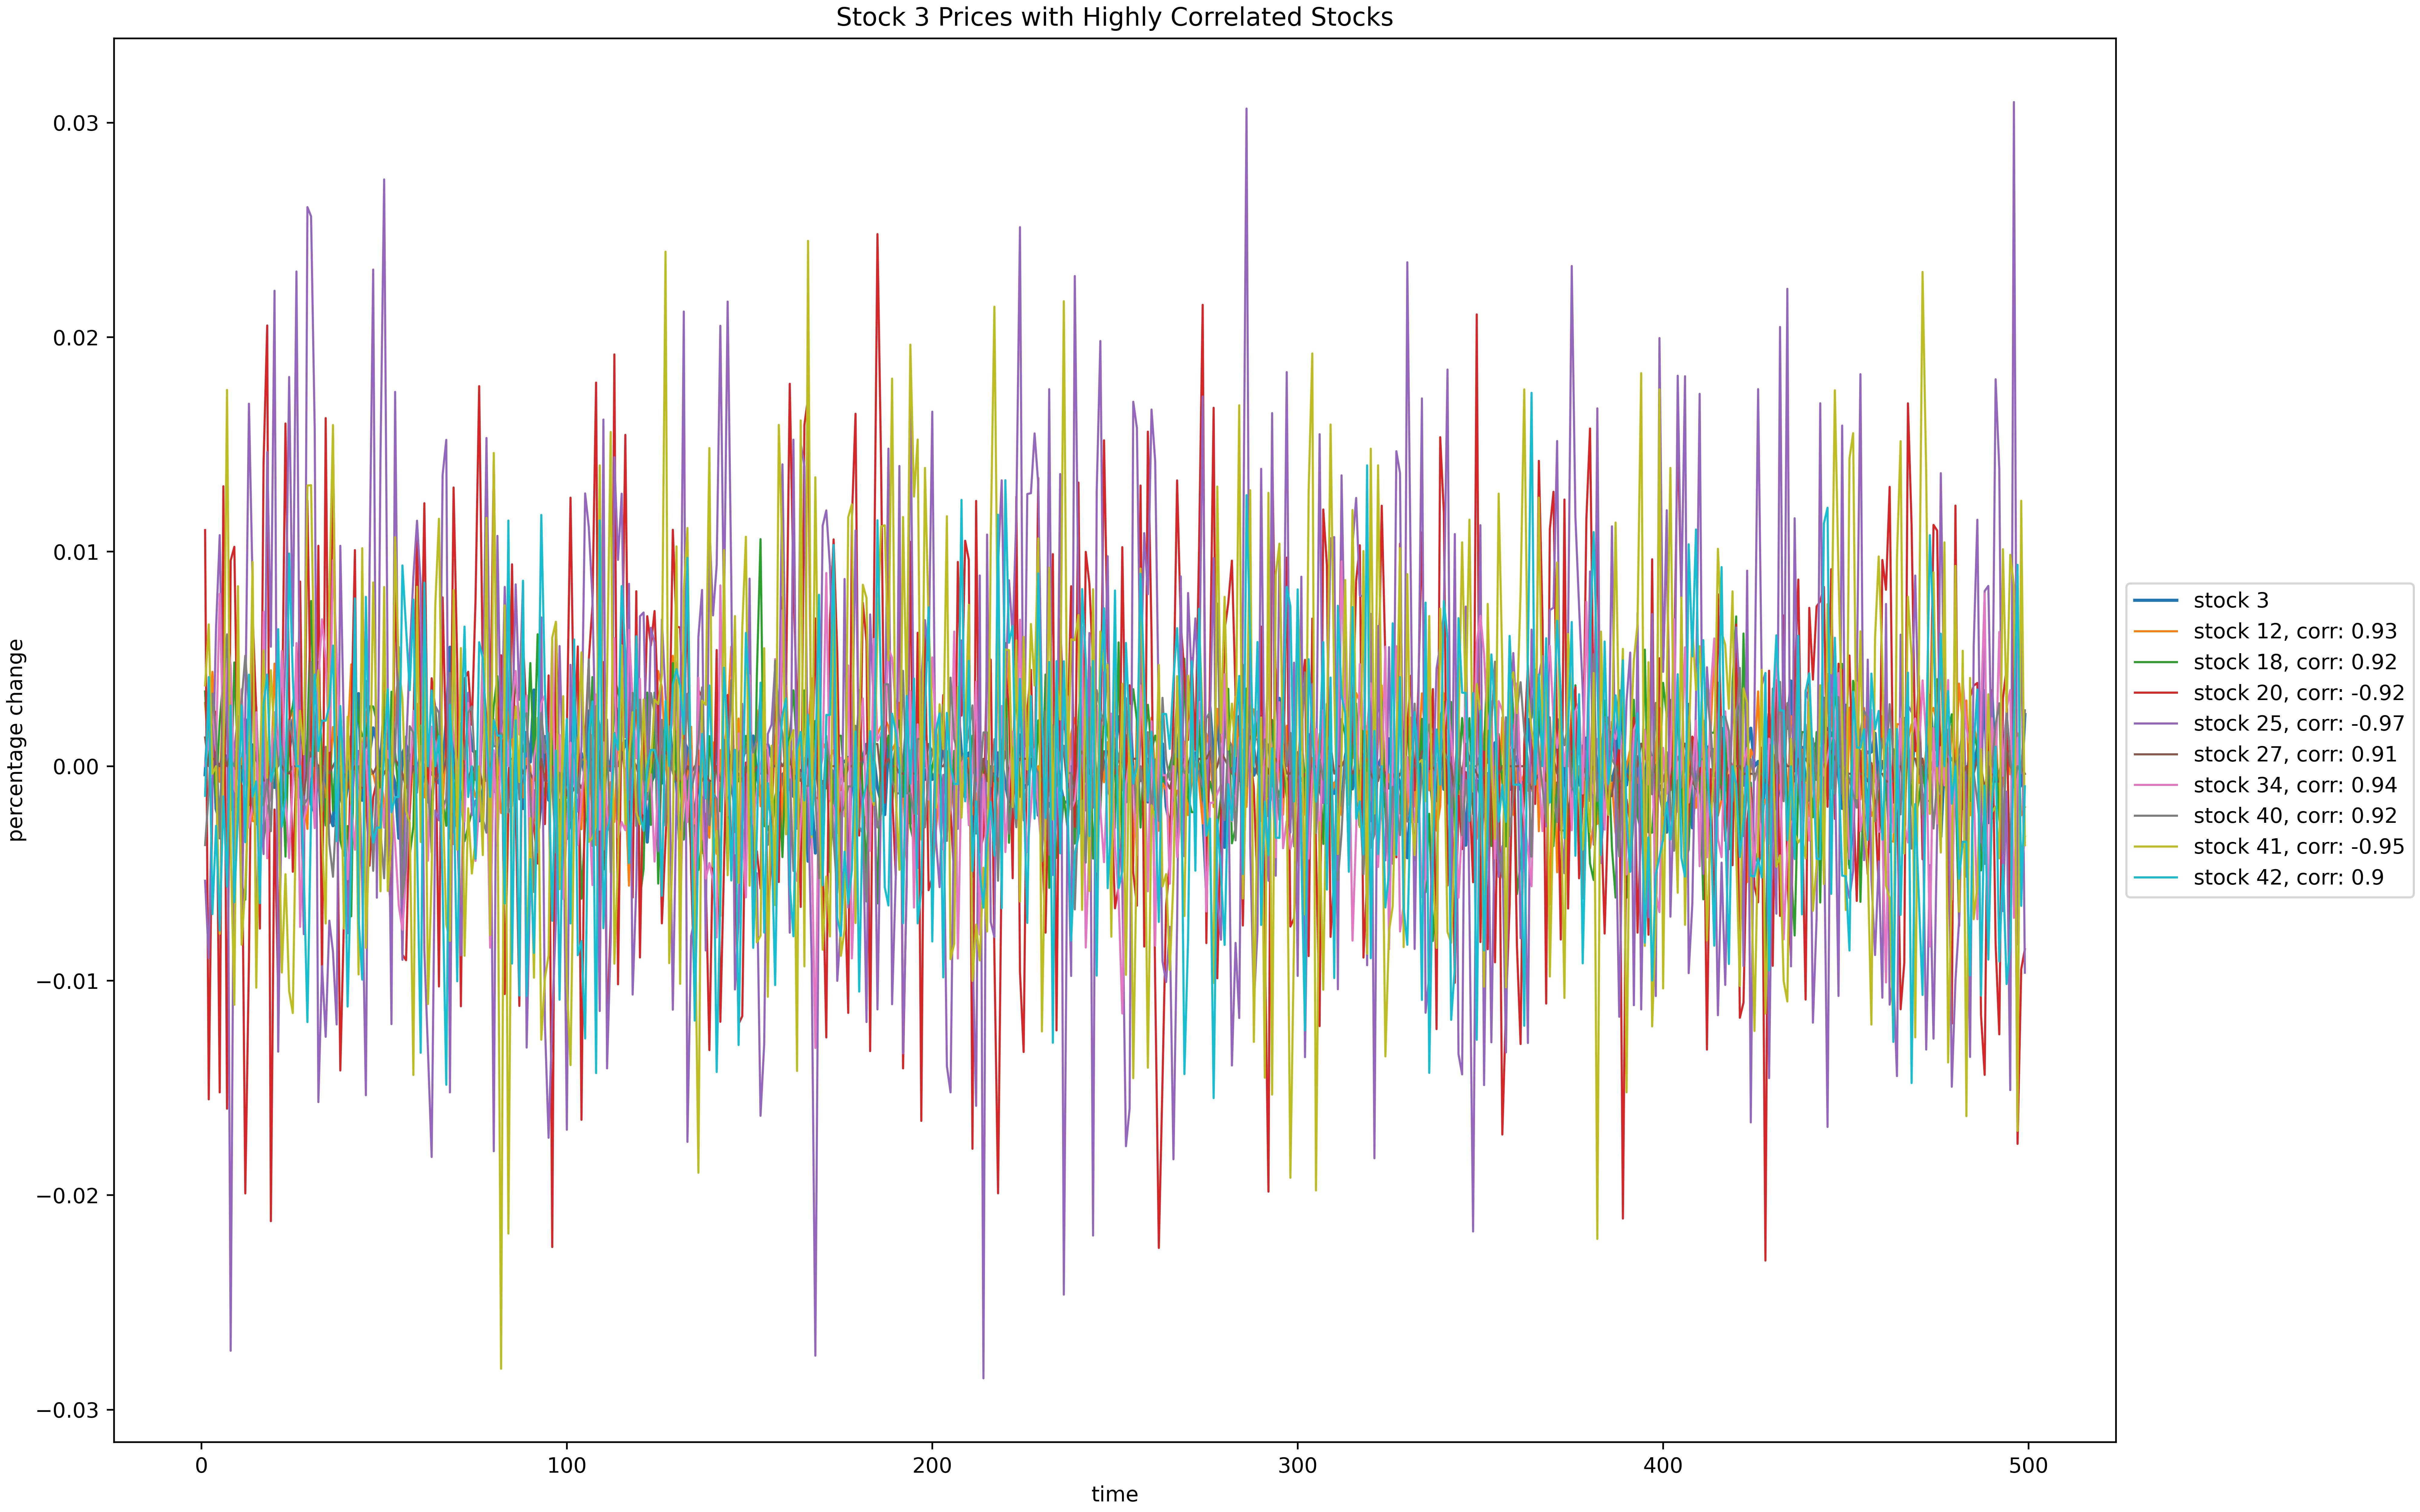 Stock 3 Prices with Highly Correlated Stocks
0.03
0.02
0.01
0.00
−0.01
−0.02
−0.03
percentage change
0
100
200
300
400
500
time
stock 3
stock 12, corr: 0.93
stock 18, corr: 0.92
stock 20, corr: -0.92
stock 25, corr: -0.97
stock 27, corr: 0.91
stock 34, corr: 0.94
stock 40, corr: 0.92
stock 41, corr: -0.95
stock 42, corr: 0.9